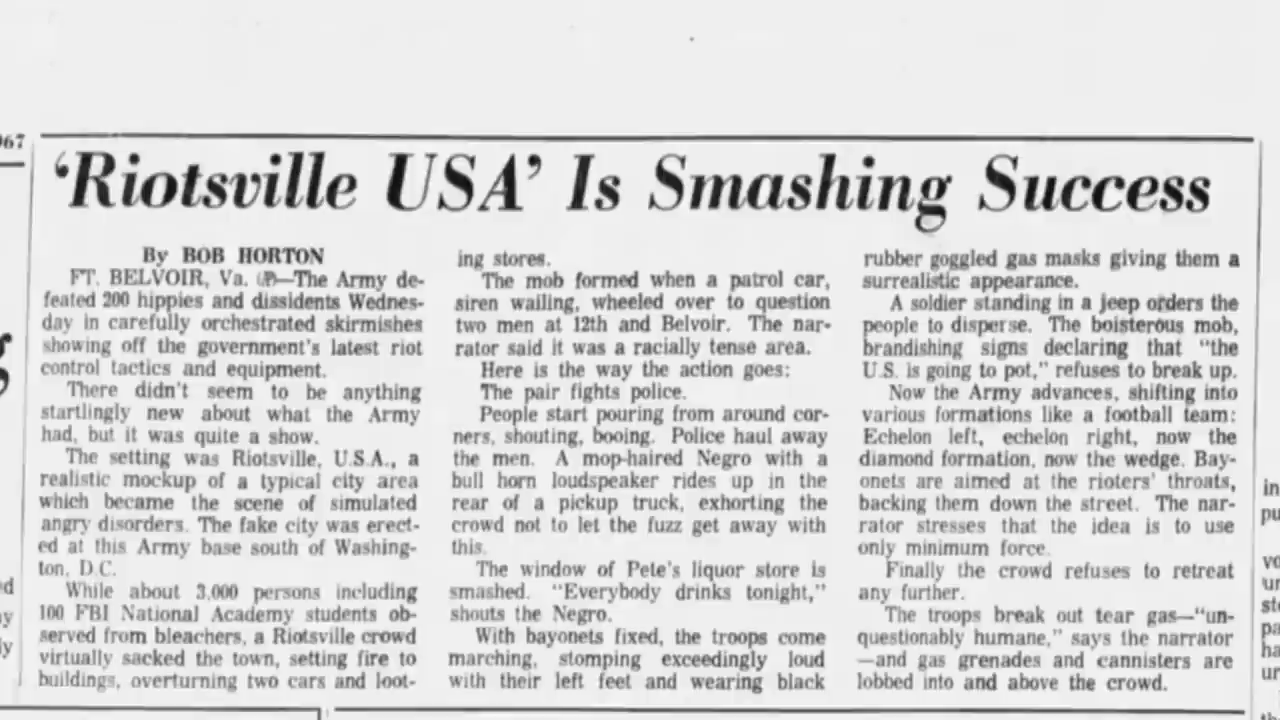 967
'Riotsville USA' Is Smashing Success
By BOB HORTON
FT. BELVOIR, Va. (AP)—The Army de-
feated 200 hippies and dissidents Wednes-
day in carefully orchestrated skirmishes
showing off the government's latest riot
control tactics and equipment.
There didn't seem to be anything
startlingly new about what the Army
had, but it was quite a show.
The setting was Riotsville, U.S.A., a
realistic mockup of a typical city area
which became the scene of simulated
angry disorders. The fake city was erect-
ed at this Army base south of Washing-
ton, D.C.
While about 3,000 persons including
100 FBI National Academy students ob-
served from bleachers, a Riotsville crowd
virtually sacked the town, setting fire to
buildings, overturning two cars and loot-
ing stores.
The mob formed when a patrol car,
siren wailing, wheeled over to question
two men at 12th and Belvoir. The nar-
rator said it was a racially tense area.
Here is the way the action goes:
The pair fights police.
People start pouring from around cor-
ners, shouting, booing. Police haul away
the men. A mop-haired Negro with a
bull horn loudspeaker rides up in the
rear of a pickup truck, exhorting the
crowd not to let the fuzz get away with
this.
The window of Pete's liquor store is
smashed. "Everybody drinks tonight,"
shouts the Negro.
With bayonets fixed, the troops come
marching, stomping exceedingly loud
with their left feet and wearing black
rubber goggled gas masks giving them a
surrealistic appearance.
A soldier standing in a jeep orders the
people to disperse. The boisterous mob,
brandishing signs declaring that "the
U.S. is going to pot," refuses to break up.
Now the Army advances, shifting into
various formations like a football team:
Echelon left, echelon right, now the
diamond formation, now the wedge. Bay-
onets are aimed at the rioters' throats,
backing them down the street. The nar-
rator stresses that the idea is to use
only minimum force.
Finally the crowd refuses to retreat
any further.
The troops break out tear gas—"un-
questionably humane," says the narrator
—and gas grenades and cannisters are
lobbed into and above the crowd.